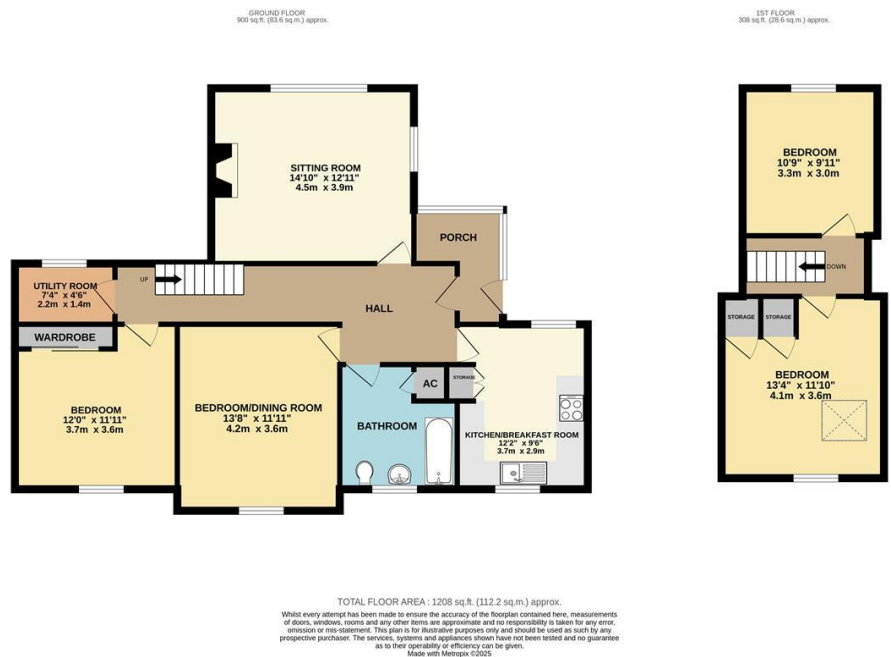 GROUND FLOOR
900 sq.ft. (83.6 sq.m.) approx.
1ST FLOOR
308 sq.ft. (28.6 sq.m.) approx.
SITTING ROOM
14'10" x 12'11"
4.5m x 3.9m
PORCH
UTILITY ROOM
7'4" x 4'6"
2.2m x 1.4m
UP
HALL
WARDROBE
BEDROOM
12'0" x 11'11"
3.7m x 3.6m
BEDROOM/DINING ROOM
13'8" x 11'11"
4.2m x 3.6m
AC
STORAGE
BATHROOM
KITCHEN/BREAKFAST ROOM
12'2" x 9'6"
3.7m x 2.9m
BEDROOM
10'9" x 9'11"
3.3m x 3.0m
DOWN
STORAGE
STORAGE
BEDROOM
13'4" x 11'10"
4.1m x 3.6m
TOTAL FLOOR AREA : 1208 sq.ft. (112.2 sq.m.) approx.
Whilst every attempt has been made to ensure the accuracy of the floorplan contained here, measurements
of doors, windows, rooms and any other items are approximate and no responsibility is taken for any error,
omission or mis-statement. This plan is for illustrative purposes only and should be used as such by any
prospective purchaser. The services, systems and appliances shown have not been tested and no guarantee
as to their operability or efficiency can be given.
Made with Metropix ©2025